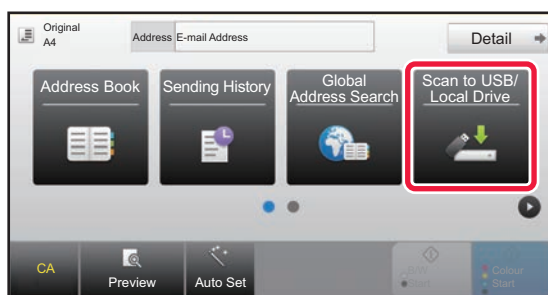 Original
A4
Address E-mail Address
Detail
Address Book
Sending History
Global
Address Search
Scan to USB/
Local Drive
CA
Preview
Auto Set
B/W
Start
Colour
Start